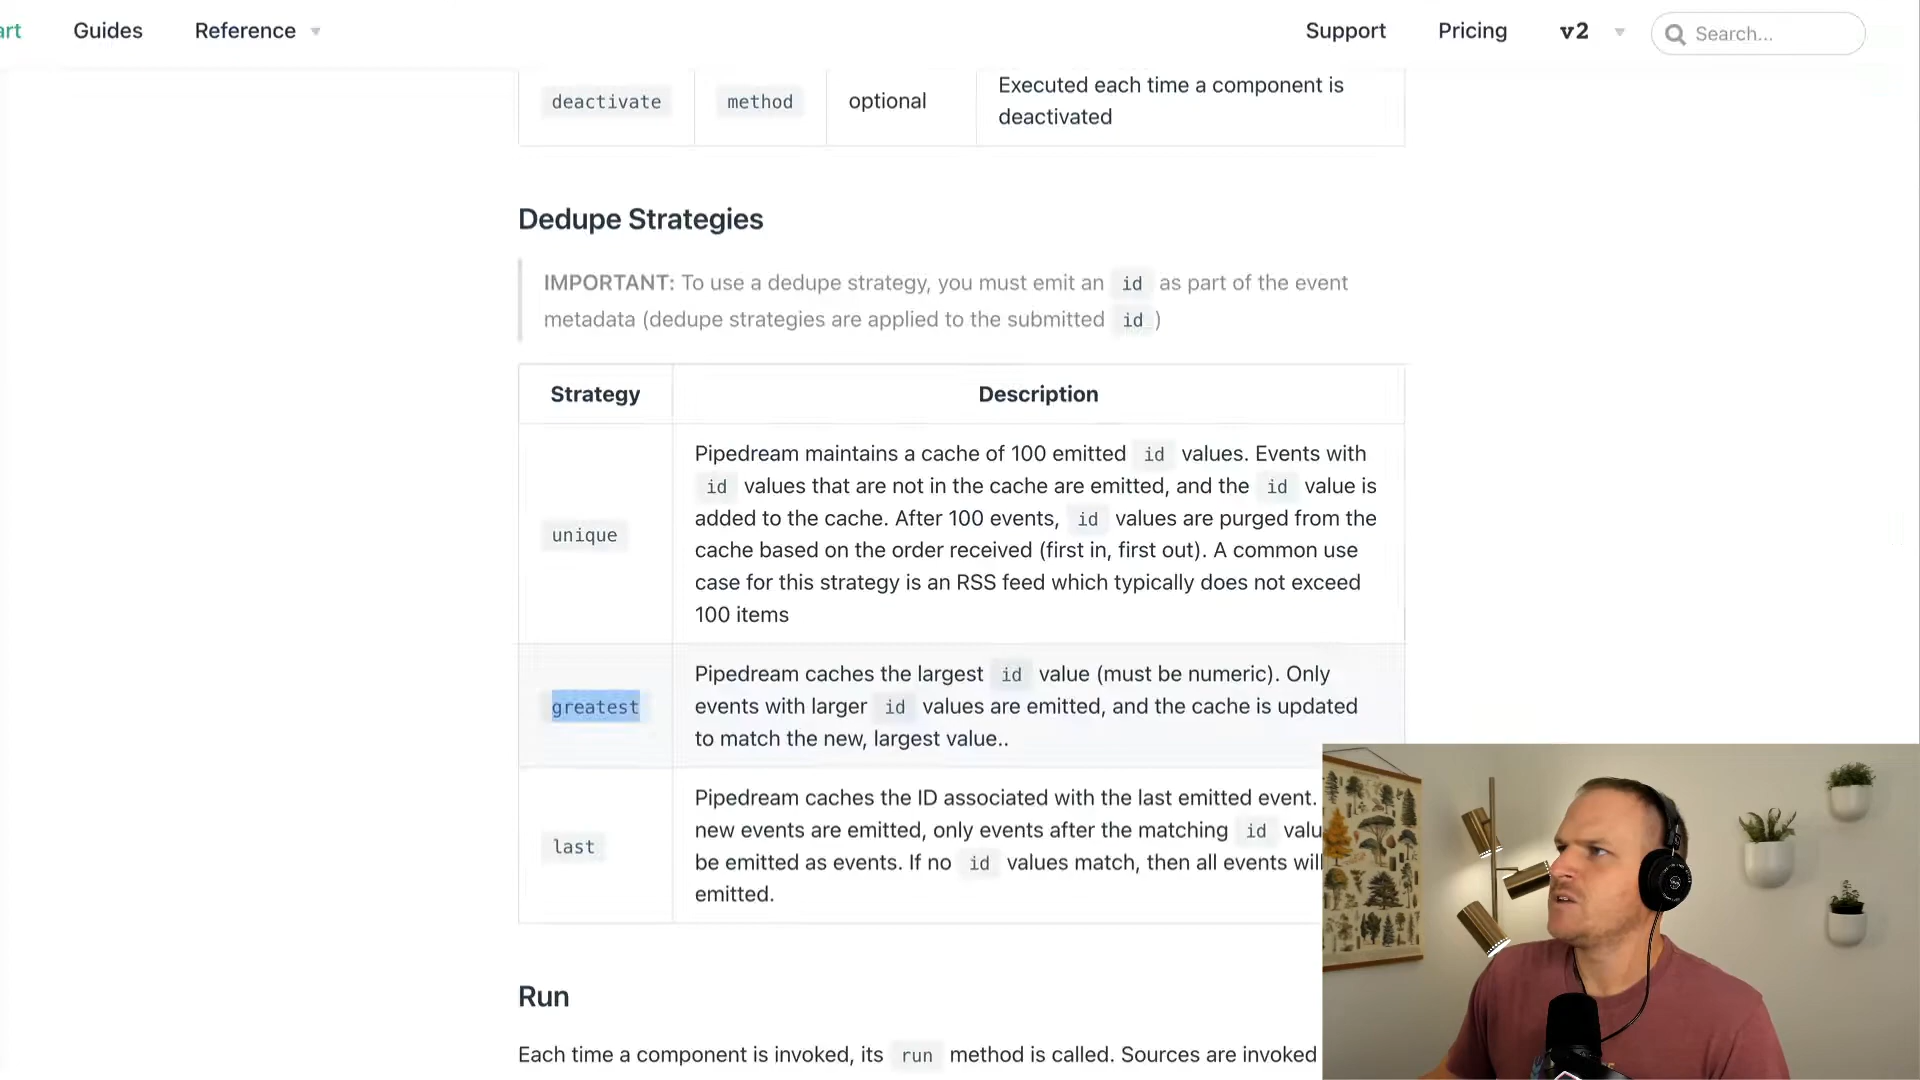 art
Guides
Reference
Support
Pricing
v2
Search...
deactivate
method
optional
Executed each time a component is
deactivated
Dedupe Strategies
IMPORTANT: To use a dedupe strategy, you must emit an id as part of the event
metadata (dedupe strategies are applied to the submitted id )
Strategy
Description
unique
Pipedream maintains a cache of 100 emitted id values. Events with
id values that are not in the cache are emitted, and the id value is
added to the cache. After 100 events, id values are purged from the
cache based on the order received (first in, first out). A common use
case for this strategy is an RSS feed which typically does not exceed
100 items
greatest
Pipedream caches the largest id value (must be numeric). Only
events with larger id values are emitted, and the cache is updated
to match the new, largest value..
last
Pipedream caches the ID associated with the last emitted event.
new events are emitted, only events after the matching id valu
be emitted as events. If no id values match, then all events will
emitted.
Run
Each time a component is invoked, its run method is called. Sources are invoked